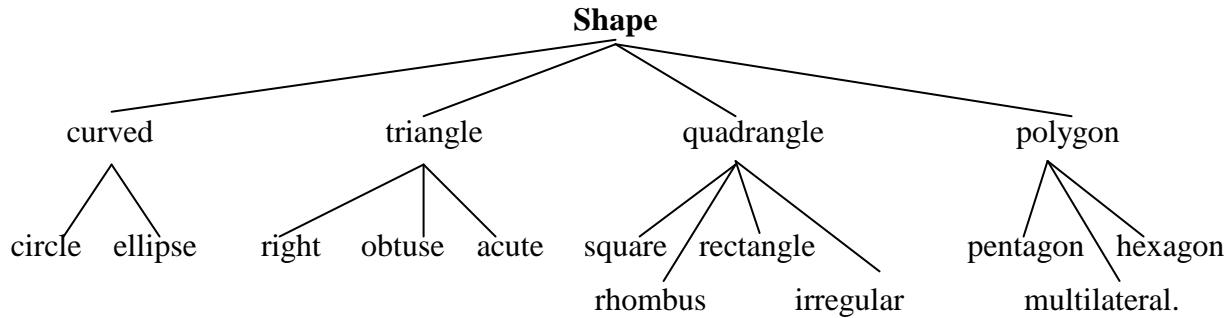 Shape
curved triangle quadrangle polygon
circle ellipse right obtuse acute square rectangle pentagon hexagon
rhombus irregular multilateral.